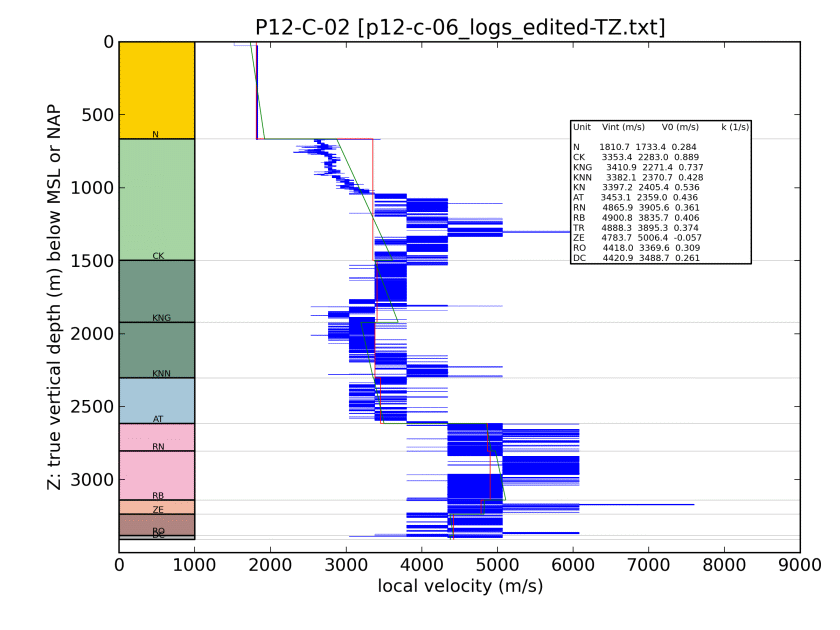 P12-C-02 [p12-c-06_logs_edited-TZ.txt]
Z: true vertical depth (m) below MSL or NAP
0
500
1000
1500
2000
2500
3000
N
CK
KNG
KNN
AT
RN
RB
ZE
RO
DC
Unit Vint (m/s) V0 (m/s) k (1/s)
N 1810.7 1733.4 0.284
CK 3353.4 2283.0 0.889
KNG 3410.9 2271.4 0.737
KNN 3382.1 2370.7 0.428
KN 3397.2 2405.4 0.536
AT 3453.1 2359.0 0.436
RN 4865.9 3905.6 0.361
RB 4900.8 3835.7 0.406
TR 4888.3 3895.3 0.374
ZE 4783.7 5006.4 -0.057
RO 4418.0 3369.6 0.309
DC 4420.9 3488.7 0.261
0 1000 2000 3000 4000 5000 6000 7000 8000 9000
local velocity (m/s)